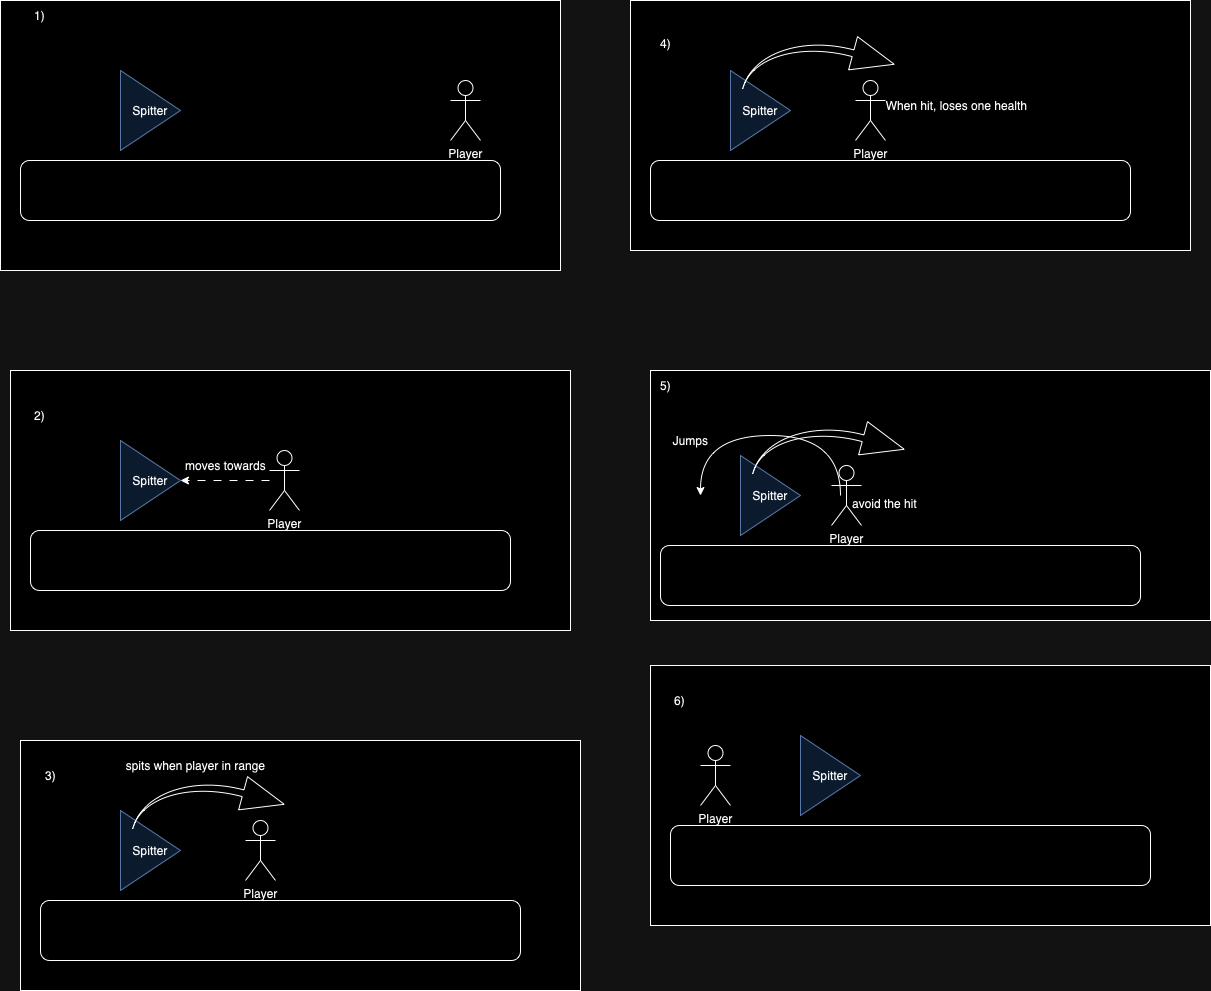 1)
Spitter
Player
2)
Spitter
moves towards
Player
3)
spits when player in range
Spitter
Player
4)
Spitter
When hit, loses one health
Player
5)
Jumps
Spitter
avoid the hit
Player
6)
Spitter
Player